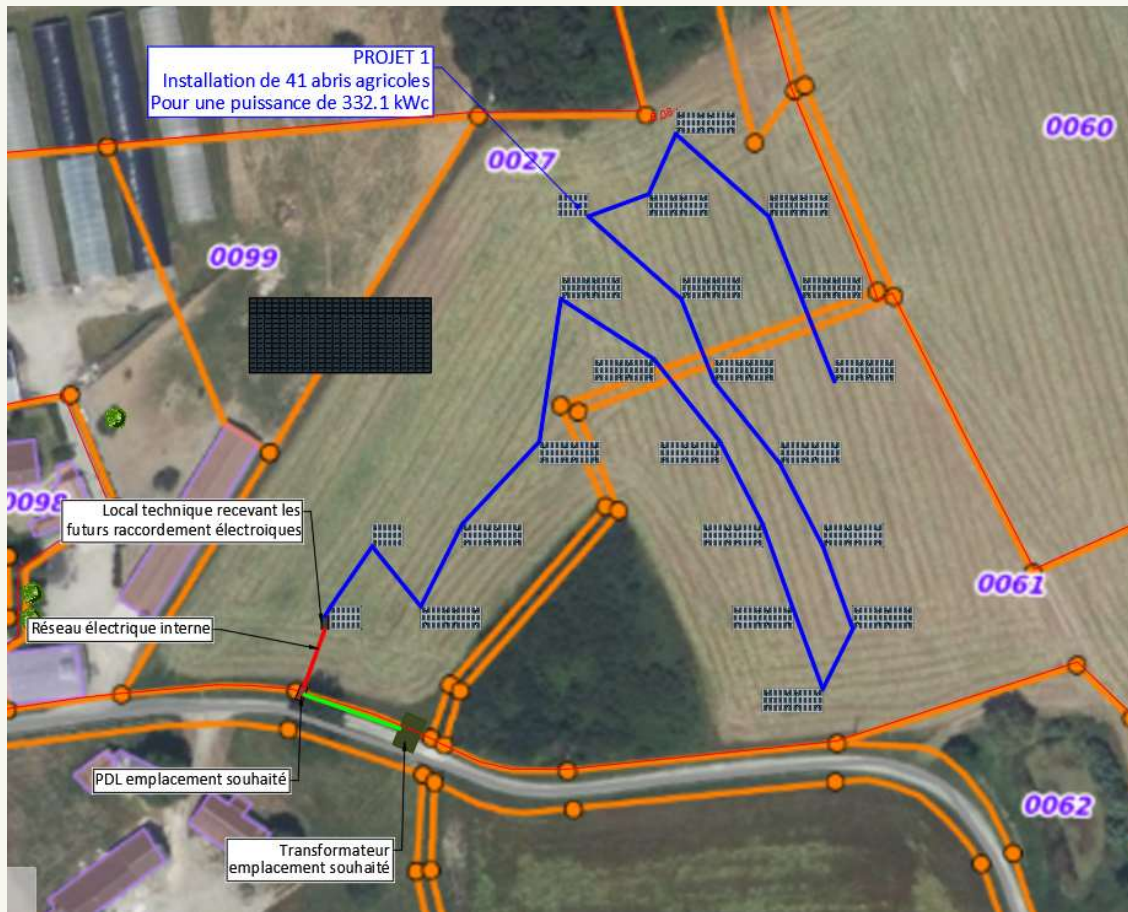 PROJET 1
Installation de 41 abris agricoles
Pour une puissance de 332.1 kWc
0060
0027
0099
0098
Local technique recevant les
futurs raccordement électroiques
0061
Réseau électrique interne
PDL emplacement souhaité
0062
Transformateur
emplacement souhaité